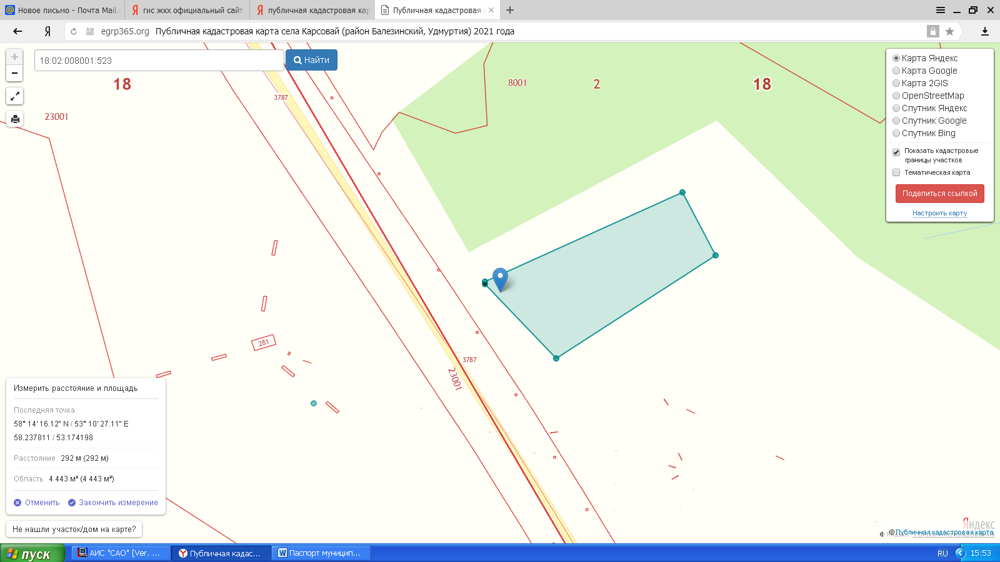 Новое письмо - Почта Mail.
гис жкх официальный сайт
публичная кадастровая кар
Публичная кадастровая
egrp365.org Публичная кадастровая карта села Карсовай (район Балезинский, Удмуртия) 2021 года
18:02:008001:523
Найти
18
8001
2
18
3787
23001
281
3787
23001
Карта Яндекс
Карта Google
Карта 2GIS
OpenStreetMap
Спутник Яндекс
Спутник Google
Спутник Bing
Показать кадастровые
границы участков
Тематическая карта
Поделиться ссылкой
Настроить карту
Измерить расстояние и площадь
Последняя точка
58° 14' 16.12" N / 53° 10' 27.11" E
58.237811 / 53.174198
Расстояние 292 м (292 м)
Область 4 443 м² (4 443 м²)
Отменить
Закончить измерение
Не нашли участок/дом на карте?
Яндекс
© Публичная кадастровая карта
© Яндекс Условия использования
пуск
АИС "САО" [Ver. ...
Публичная кадас...
Паспорт муницип...
RU
15:53